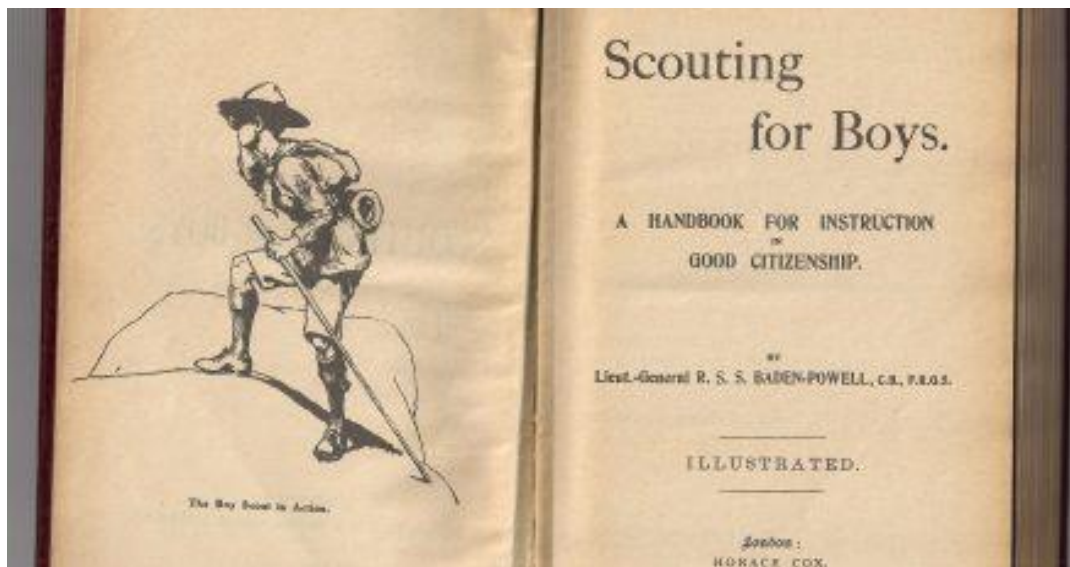 The Boy Scout in Action.
Scouting
for Boys.
A HANDBOOK FOR INSTRUCTION
IN
GOOD CITIZENSHIP.
BY
Lieut.-General R. S. S. BADEN-POWELL, C.B., F.R.G.S.
ILLUSTRATED.
London :
HORACE COX,